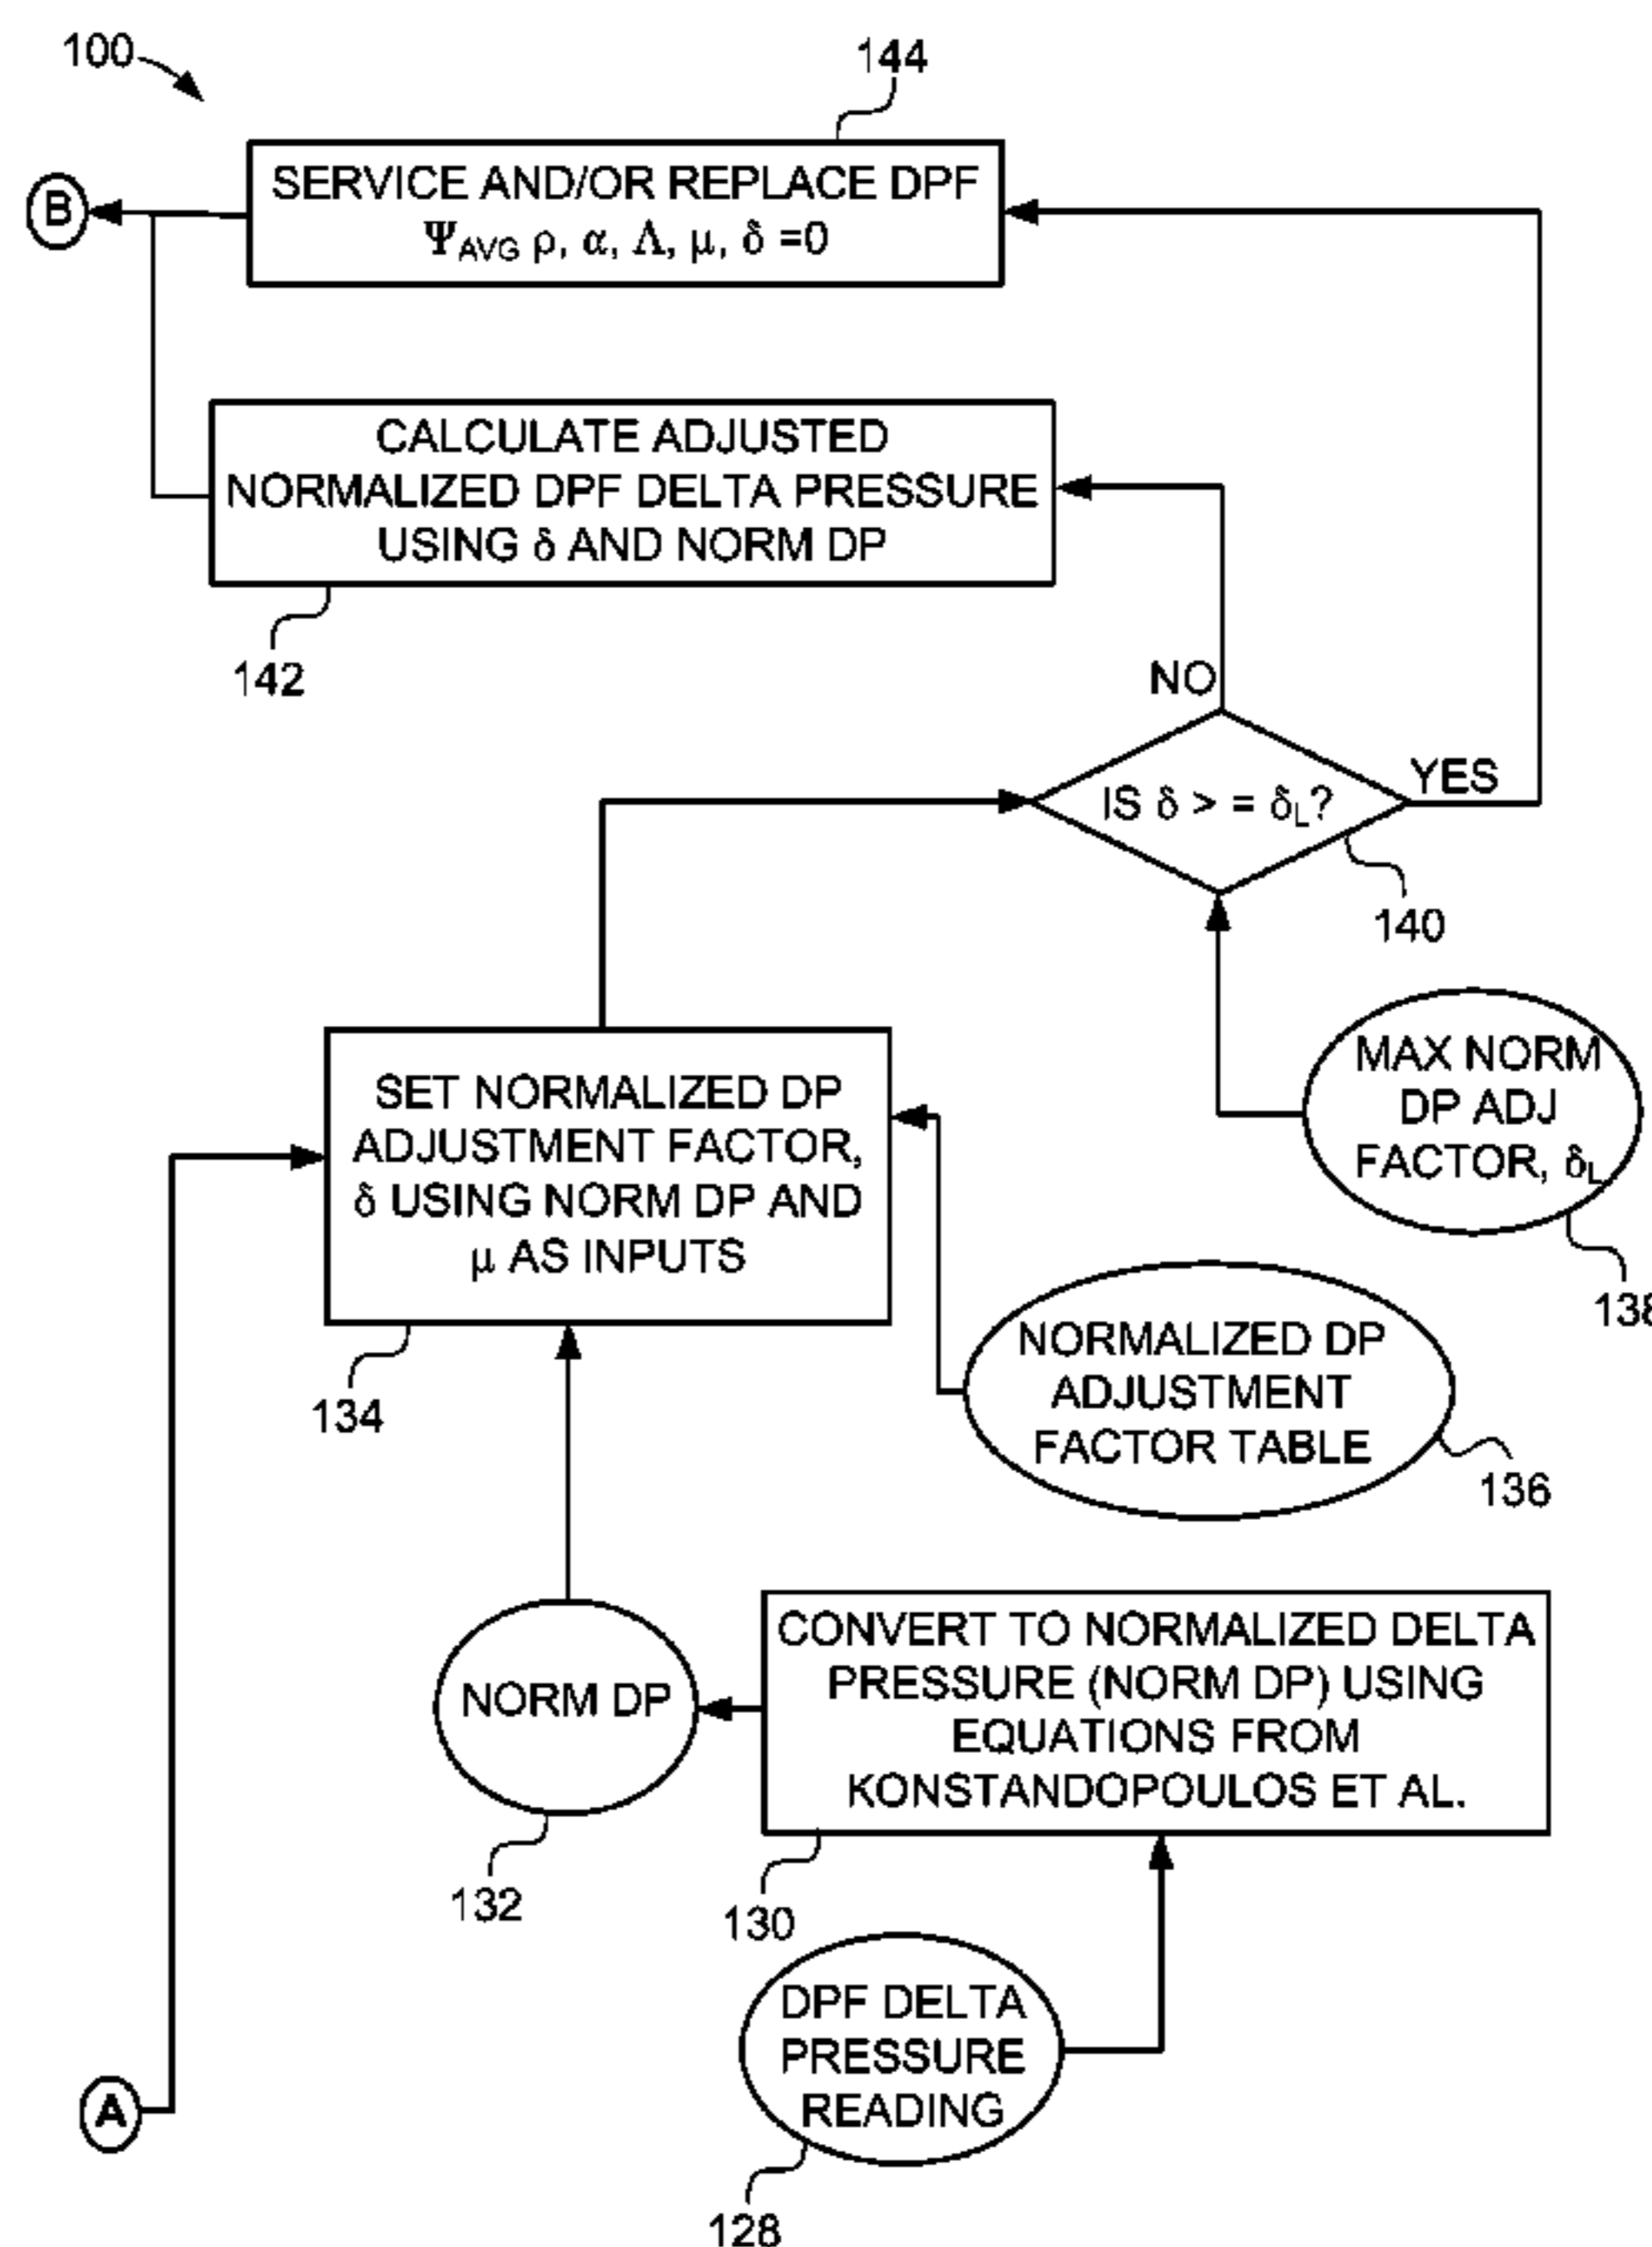 100
144
SERVICE AND/OR REPLACE DPF
Ψ_AVG ρ, α, Λ, μ, δ =0
B
CALCULATE ADJUSTED
NORMALIZED DPF DELTA PRESSURE
USING δ AND NORM DP
142
NO
YES
IS δ > = δ_L?
140
MAX NORM
DP ADJ
FACTOR, δ_L
138
SET NORMALIZED DP
ADJUSTMENT FACTOR,
δ USING NORM DP AND
μ AS INPUTS
134
NORMALIZED DP
ADJUSTMENT
FACTOR TABLE
136
NORM DP
132
CONVERT TO NORMALIZED DELTA
PRESSURE (NORM DP) USING
EQUATIONS FROM
KONSTANDOPOULOS ET AL.
130
DPF DELTA
PRESSURE
READING
128
A